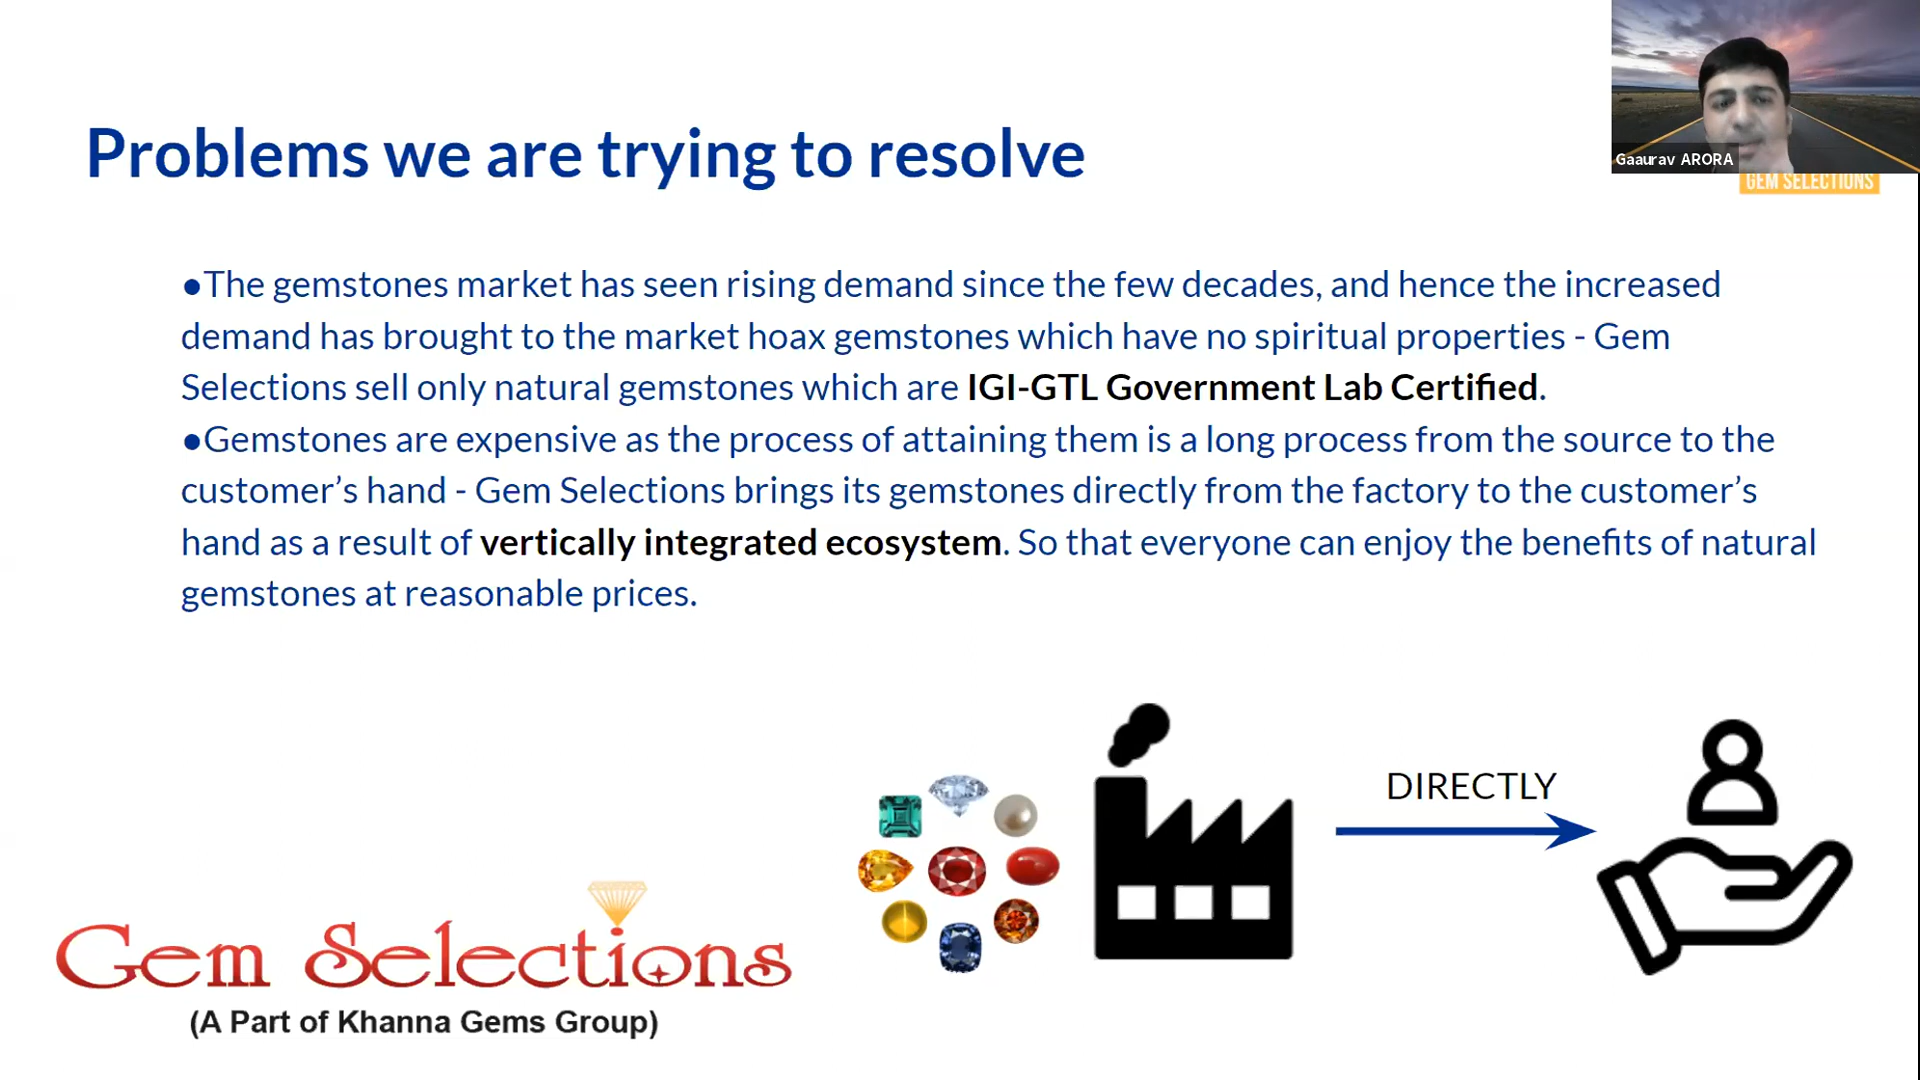 Gaaurav ARORA
GEM SELECTIONS
Problems we are trying to resolve
●The gemstones market has seen rising demand since the few decades, and hence the increased
demand has brought to the market hoax gemstones which have no spiritual properties - Gem
Selections sell only natural gemstones which are IGI-GTL Government Lab Certified.
●Gemstones are expensive as the process of attaining them is a long process from the source to the
customer’s hand - Gem Selections brings its gemstones directly from the factory to the customer’s
hand as a result of vertically integrated ecosystem. So that everyone can enjoy the benefits of natural
gemstones at reasonable prices.
DIRECTLY
Gem Selections
(A Part of Khanna Gems Group)